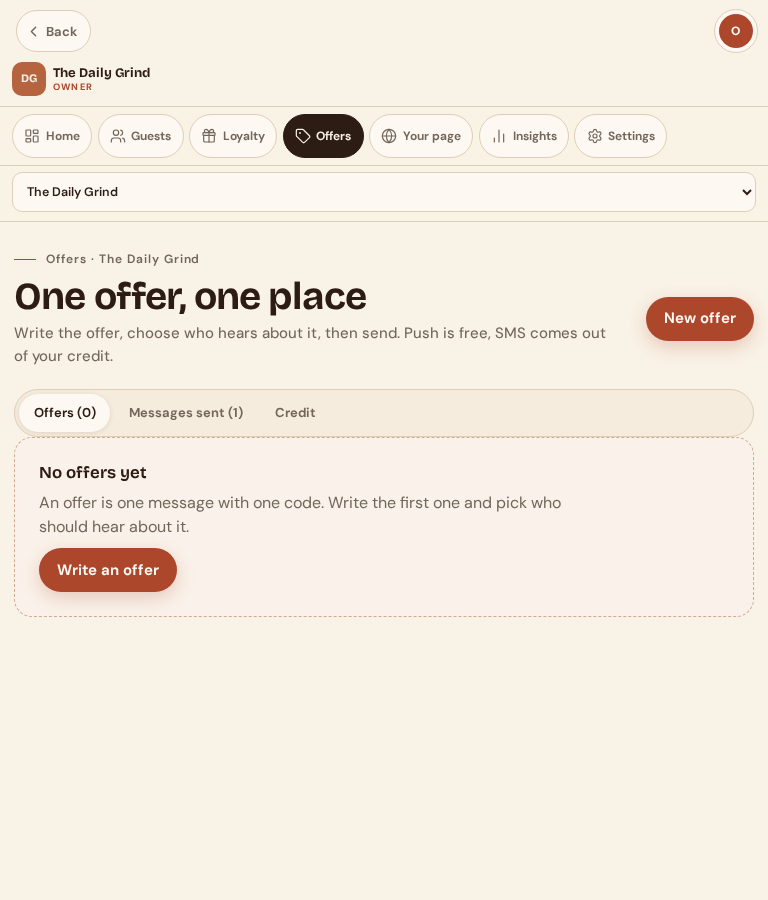 Back
O
DG
The Daily Grind
OWNER
Home
Guests
Loyalty
Offers
Your page
Insights
Settings
The Daily Grind
Offers · The Daily Grind
One offer, one place
Write the offer, choose who hears about it, then send. Push is free, SMS comes out
of your credit.
New offer
Offers (0)
Messages sent (1)
Credit
No offers yet
An offer is one message with one code. Write the first one and pick who
should hear about it.
Write an offer